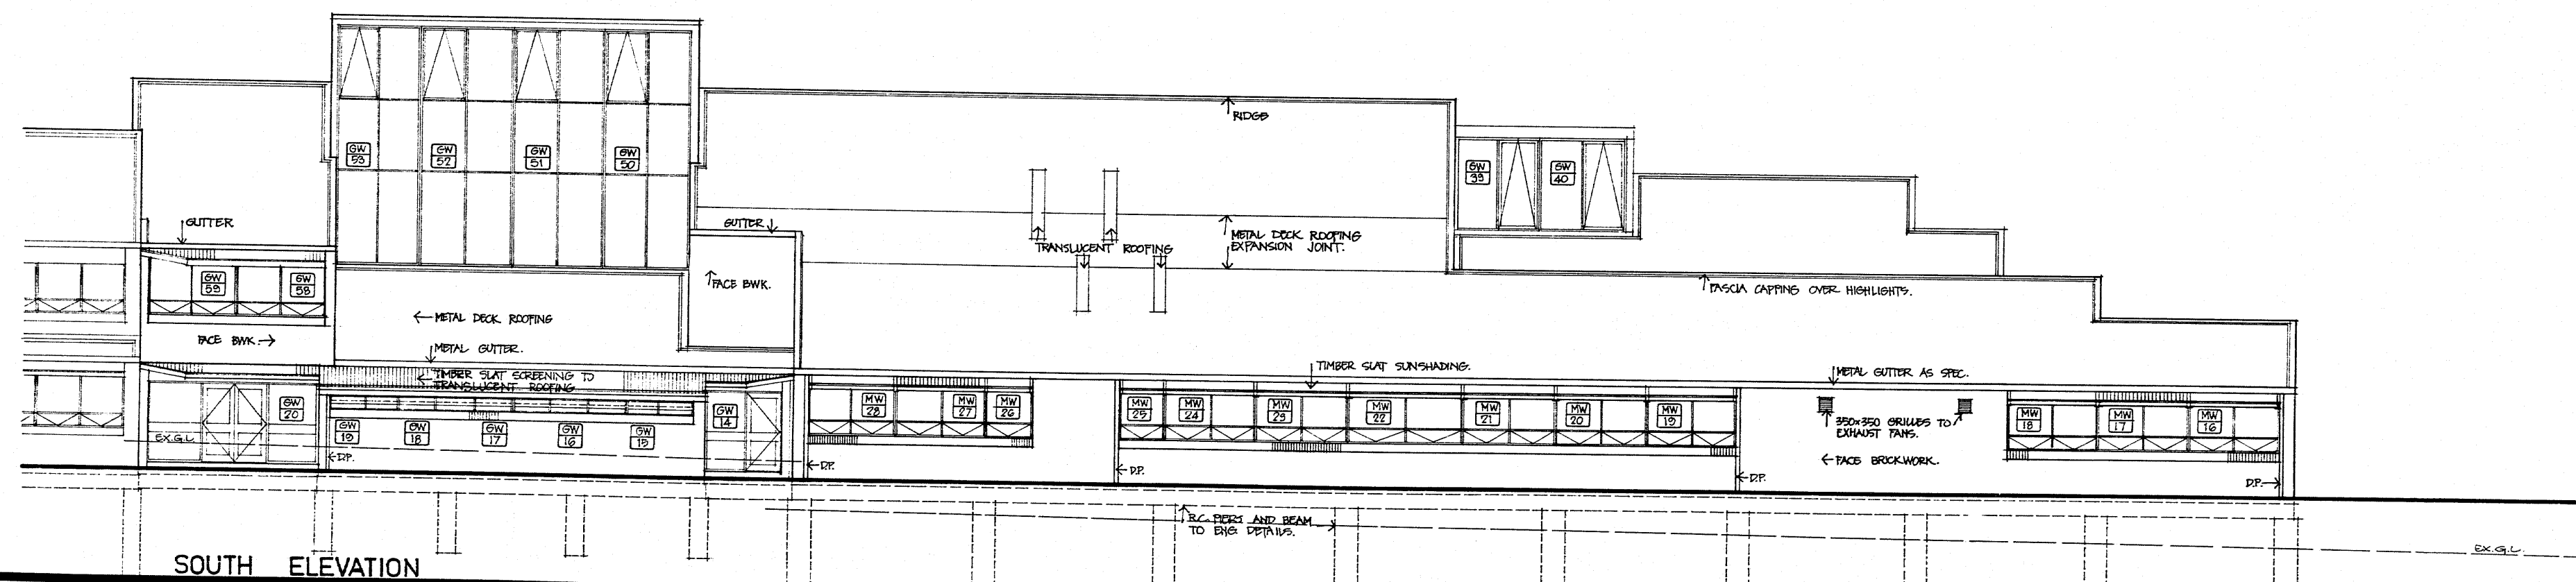 RIDGE
GW 53
GW 52
GW 51
GW 50
GW 39
GW 40
GUTTER
GUTTER
TRANSLUCENT ROOFING
METAL DECK ROOFING
EXPANSION JOINT.
GW 59
GW 58
FACE BWK.
FASCIA CAPPING OVER HIGHLIGHTS.
METAL DECK ROOFING
FACE BWK.
METAL GUTTER.
TIMBER SLAT SCREENING TO
TRANSLUCENT ROOFING
TIMBER SLAT SUNSHADING.
METAL GUTTER AS SPEC.
GW 20
GW 19
GW 18
GW 17
GW 16
GW 15
GW 14
MW 28
MW 27
MW 26
MW 25
MW 24
MW 23
MW 22
MW 21
MW 20
MW 19
350x350 GRILLES TO
EXHAUST FANS.
MW 18
MW 17
MW 16
EX.G.L.
D.P.
D.P.
D.P.
D.P.
FACE BRICKWORK.
D.P.
R.C. PIERS AND BEAM
TO ENG. DETAILS.
EX.G.L.
SOUTH ELEVATION